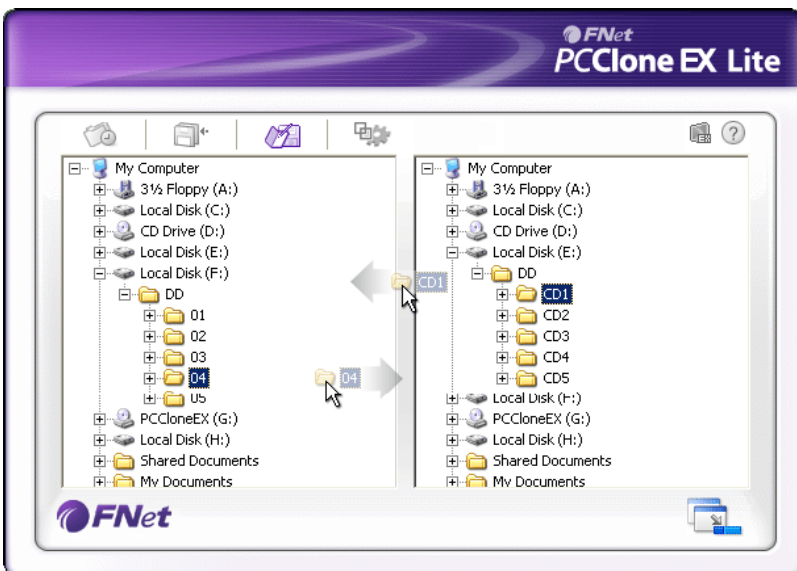 FNet
PCClone EX Lite
?
My Computer
3½ Floppy (A:)
Local Disk (C:)
CD Drive (D:)
Local Disk (E:)
Local Disk (F:)
DD
01
02
03
04
05
PCCloneEX (G:)
Local Disk (H:)
Shared Documents
My Documents
CD1
04
My Computer
3½ Floppy (A:)
Local Disk (C:)
CD Drive (D:)
Local Disk (E:)
DD
CD1
CD2
CD3
CD4
CD5
Local Disk (F:)
PCCloneEX (G:)
Local Disk (H:)
Shared Documents
My Documents
FNet